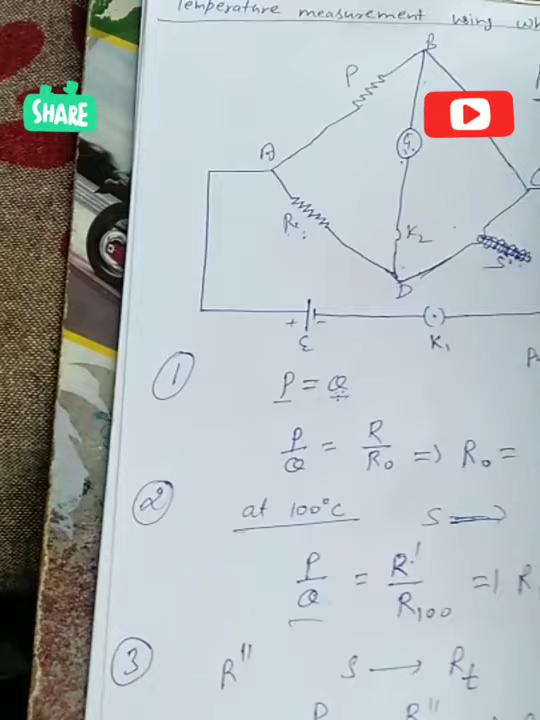 Temperature measurement using
B
P
SHARE
G
A
R
K2
S
D
+ -
E
K1
① P = Q
P/Q = R/R₀ ⇒ R₀ =
② at 100°C S →
P/Q = R'/R₁₀₀ ⇒
③ R'' S → Rt
P R''